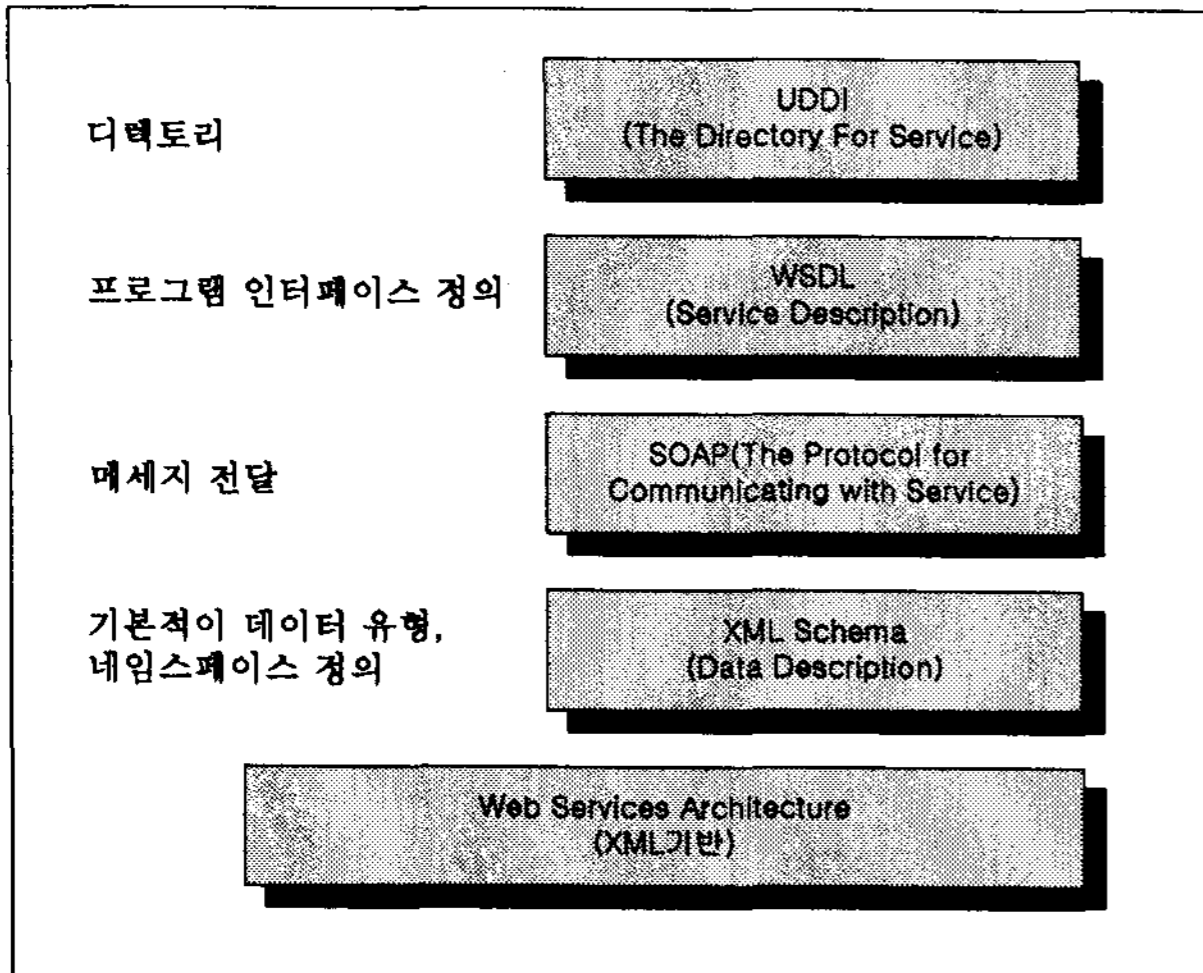 디렉토리
UDDI
(The Directory For Service)
프로그램 인터페이스 정의
WSDL
(Service Description)
메세지 전달
SOAP(The Protocol for
Communicating with Service)
기본적이 데이터 유형,
네임스페이스 정의
XML Schema
(Data Description)
Web Services Architecture
(XML기반)